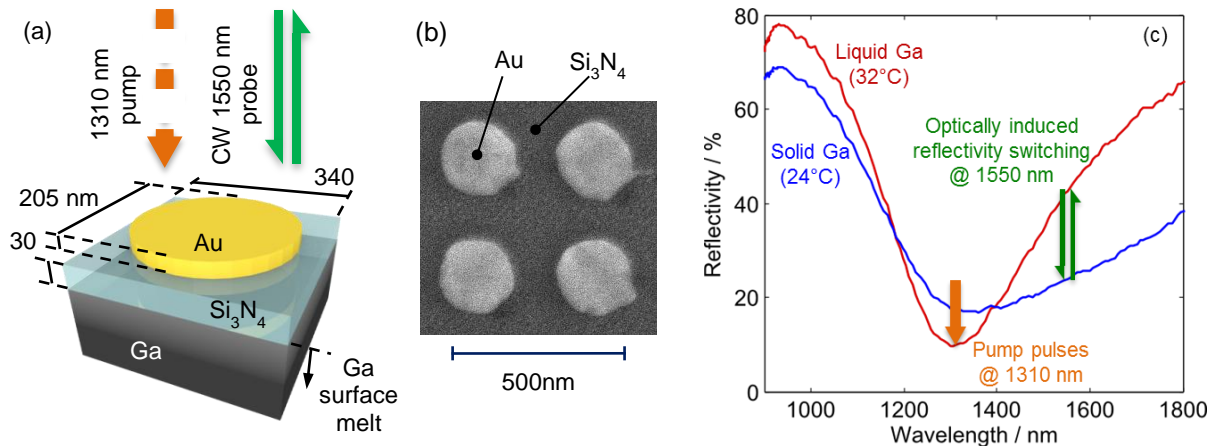 (a)
1310 nm
pump
CW 1550 nm
probe
205 nm
340
30
Au
Si3N4
Ga
Ga
surface
melt
(b)
Au
Si3N4
500nm
(c)
80
60
40
20
0
Reflectivity / %
Liquid Ga
(32°C)
Solid Ga
(24°C)
Optically induced
reflectivity switching
@ 1550 nm
Pump pulses
@ 1310 nm
1000 1200 1400 1600 1800
Wavelength / nm